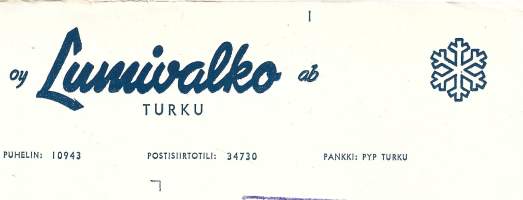 oy Lumivalko ab
TURKU
PUHELIN: 10943 POSTISIIRTOTILI: 34730 PANKKI: PYP TURKU